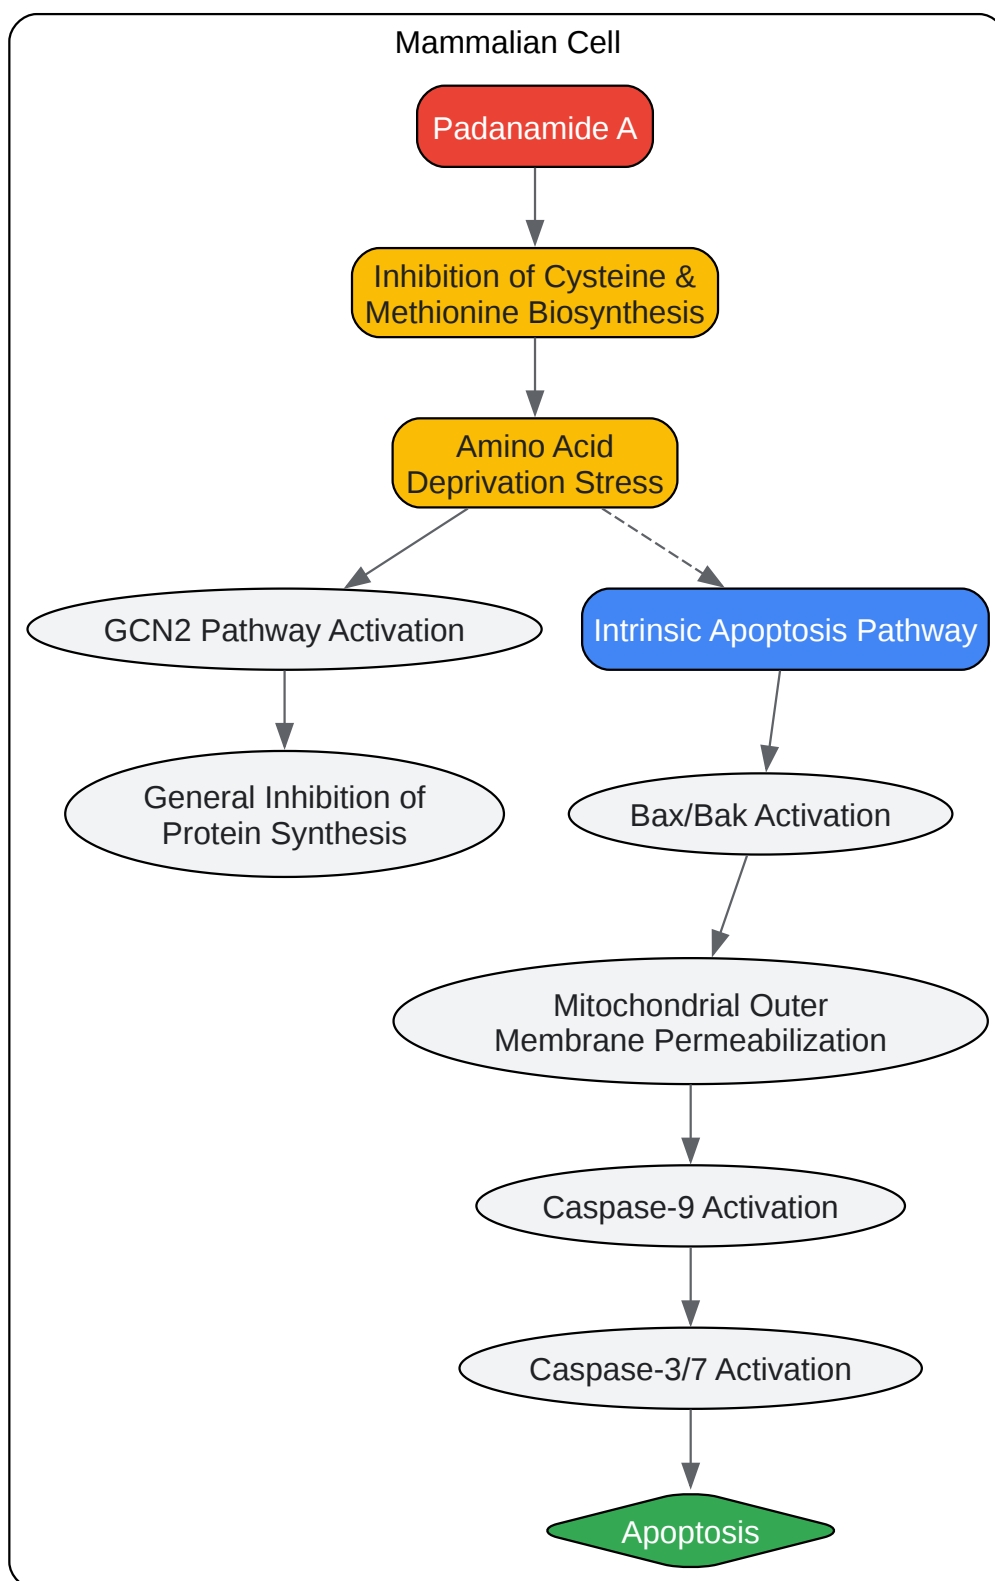 Mammalian Cell
Padanamide A
Inhibition of Cysteine &
Methionine Biosynthesis
Amino Acid
Deprivation Stress
GCN2 Pathway Activation
Intrinsic Apoptosis Pathway
General Inhibition of
Protein Synthesis
Bax/Bak Activation
Mitochondrial Outer
Membrane Permeabilization
Caspase-9 Activation
Caspase-3/7 Activation
Apoptosis